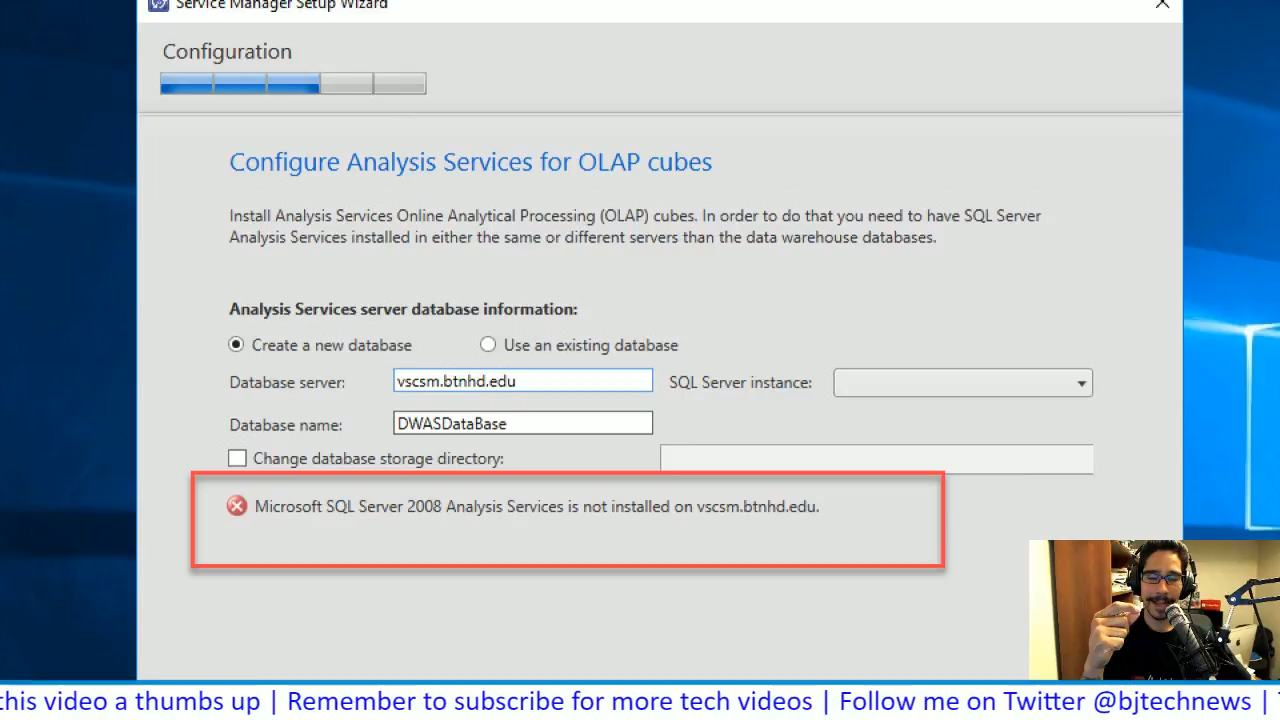 Service Manager Setup Wizard
Configuration
Configure Analysis Services for OLAP cubes
Install Analysis Services Online Analytical Processing (OLAP) cubes. In order to do that you need to have SQL Server
Analysis Services installed in either the same or different servers than the data warehouse databases.
Analysis Services server database information:
Create a new database
Use an existing database
Database server:
vscsm.btnhd.edu
SQL Server instance:
Database name:
DWASDataBase
Change database storage directory:
Microsoft SQL Server 2008 Analysis Services is not installed on vscsm.btnhd.edu.
this video a thumbs up | Remember to subscribe for more tech videos | Follow me on Twitter @bjtechnews |